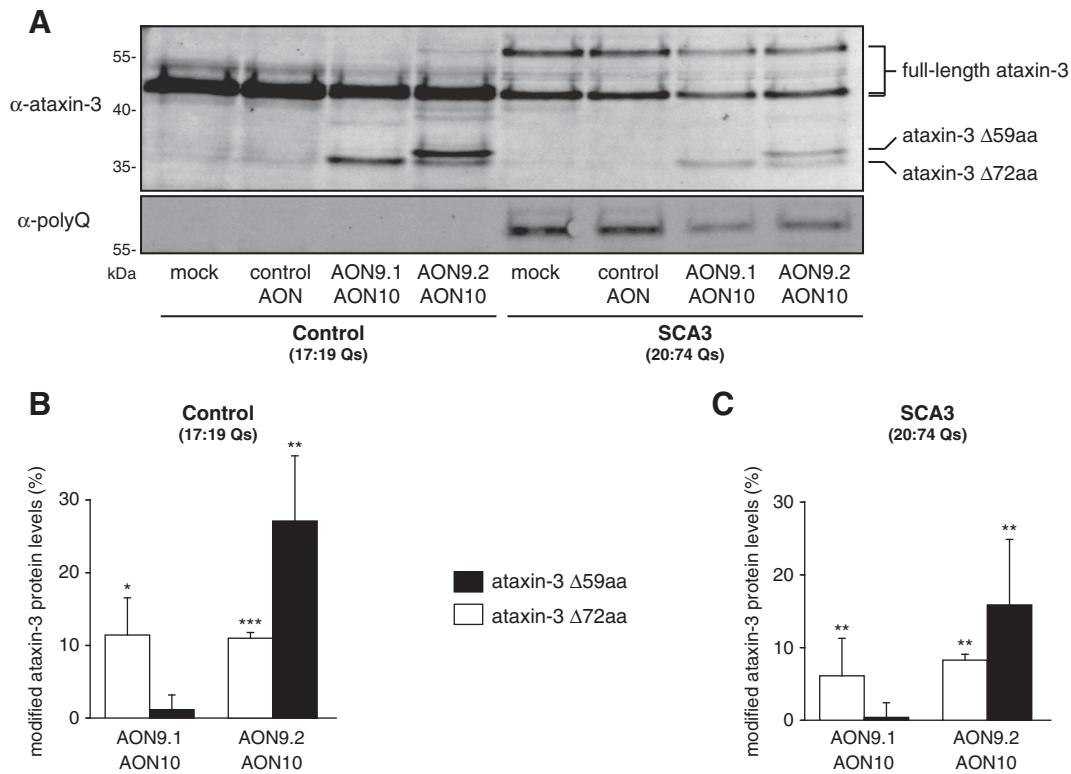 A
55-
40-
35-
α-ataxin-3
full-length ataxin-3
ataxin-3 Δ59aa
ataxin-3 Δ72aa
α-polyQ
55-
kDa
mock control AON9.1 AON9.2 mock control AON9.1 AON9.2
AON AON10 AON10 AON AON10 AON10
Control SCA3
(17:19 Qs) (20:74 Qs)
B
Control
(17:19 Qs)
modified ataxin-3 protein levels (%)
30
20
10
0
*
***
**
AON9.1 AON9.2
AON10 AON10
ataxin-3 Δ59aa
ataxin-3 Δ72aa
C
SCA3
(20:74 Qs)
modified ataxin-3 protein levels (%)
30
20
10
0
**
**
**
AON9.1 AON9.2
AON10 AON10